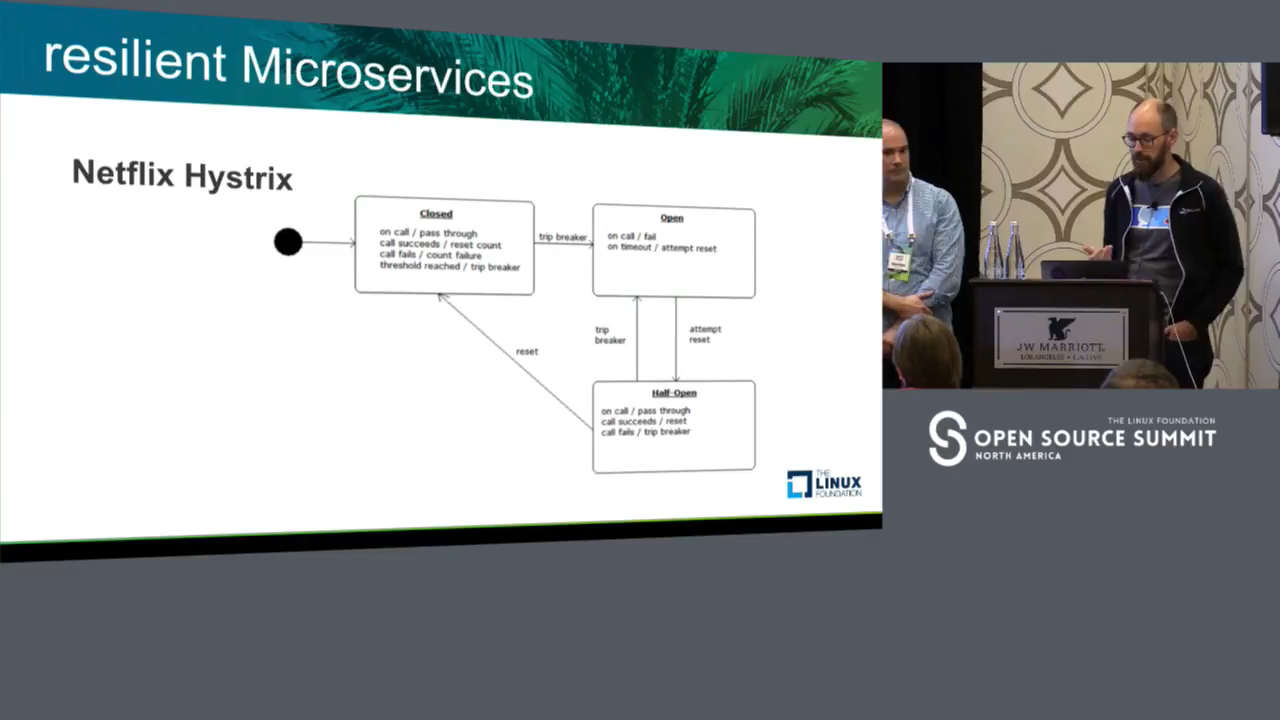 resilient Microservices
Netflix Hystrix
Closed
on call / pass through
call succeeds / reset count
call fails / count failure
threshold reached / trip breaker
trip breaker
Open
on call / fail
on timeout / attempt reset
trip
breaker
attempt
reset
reset
Half-Open
on call / pass through
call succeeds / reset
call fails / trip breaker
THE
LINUX
FOUNDATION
JW MARRIOTT
LOS ANGELES • L.A. LIVE
THE LINUX FOUNDATION
OPEN SOURCE SUMMIT
NORTH AMERICA